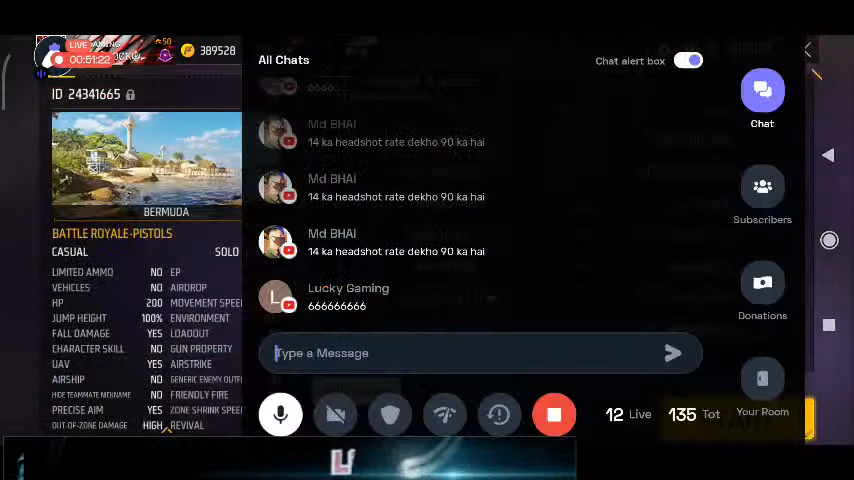 LIVE
00:51:22
50
389528
ID 24341665
BERMUDA
BATTLE ROYALE-PISTOLS
CASUAL SOLO
LIMITED AMMO NO EP
VEHICLES NO AIRDROP
HP 200 MOVEMENT SPEE
JUMP HEIGHT 100% ENVIRONMENT
FALL DAMAGE YES LOADOUT
CHARACTER SKILL NO GUN PROPERTY
UAV YES AIRSTRIKE
AIRSHIP NO GENERIC ENEMY OUTF
HIDE TEAMMATE NICKNAME NO FRIENDLY FIRE
PRECISE AIM YES ZONE SHRINK SPEE
OUT-OF-ZONE DAMAGE HIGH REVIVAL
All Chats
Chat alert box
Md BHAI
14 ka headshot rate dekho 90 ka hai
Md BHAI
14 ka headshot rate dekho 90 ka hai
Md BHAI
14 ka headshot rate dekho 90 ka hai
L
Lucky Gaming
666666666
Type a Message
12 Live 135 Tot
Chat
Subscribers
Donations
Your Room